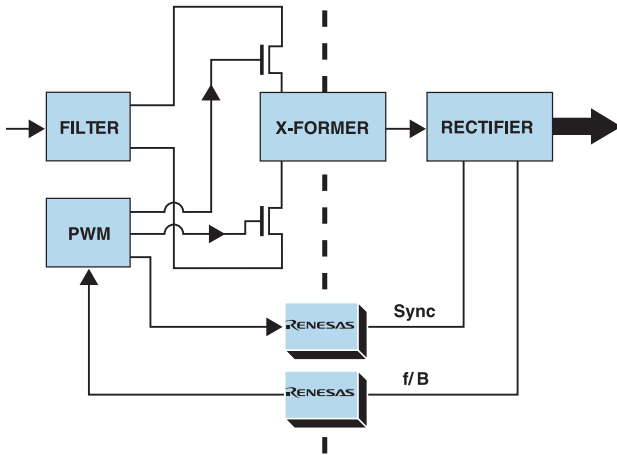 FILTER
X-FORMER
RECTIFIER
PWM
RENESAS
Sync
RENESAS
f/B